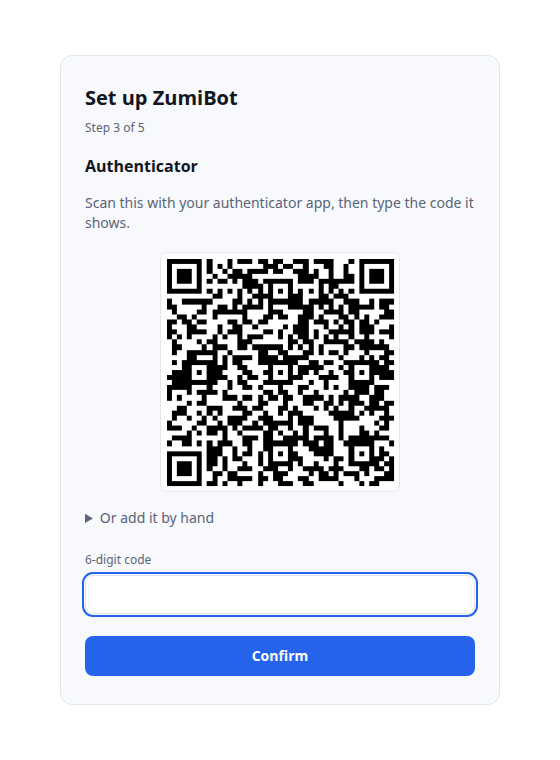 Set up ZumiBot
Step 3 of 5
Authenticator
Scan this with your authenticator app, then type the code it
shows.
Or add it by hand
6-digit code
Confirm